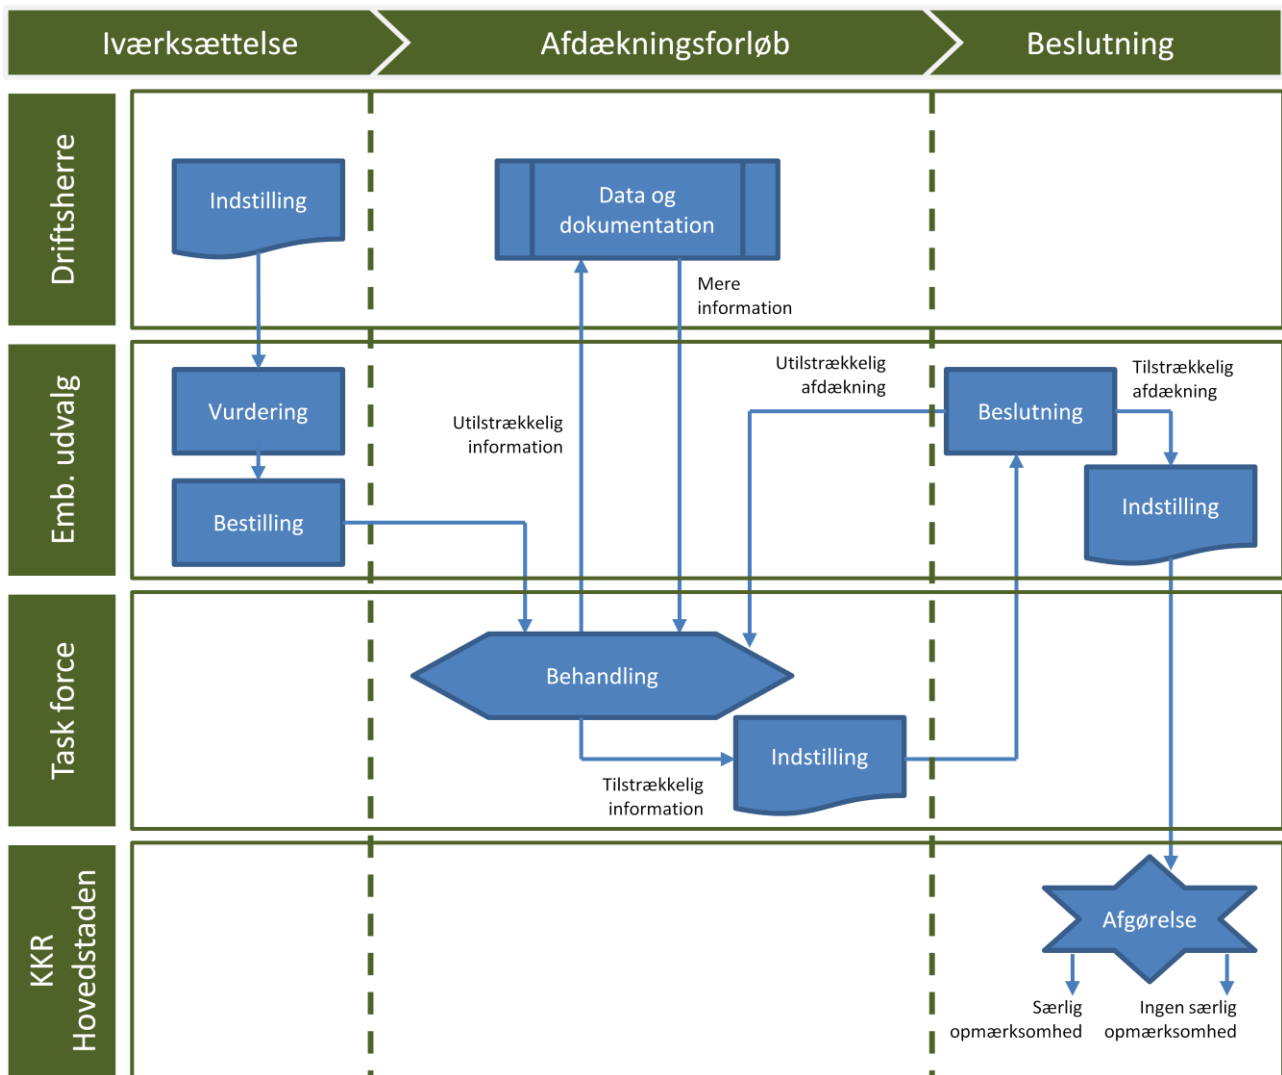 Iværksættelse
Afdækningsforløb
Beslutning
Driftsherre
Indstilling
Data og
dokumentation
Mere
information
Emb. udvalg
Vurdering
Bestilling
Utilstrækkelig
information
Utilstrækkelig
afdækning
Beslutning
Tilstrækkelig
afdækning
Indstilling
Task force
Behandling
Tilstrækkelig
information
Indstilling
KKR
Hovedstaden
Afgørelse
Særlig
opmærksomhed
Ingen særlig
opmærksomhed